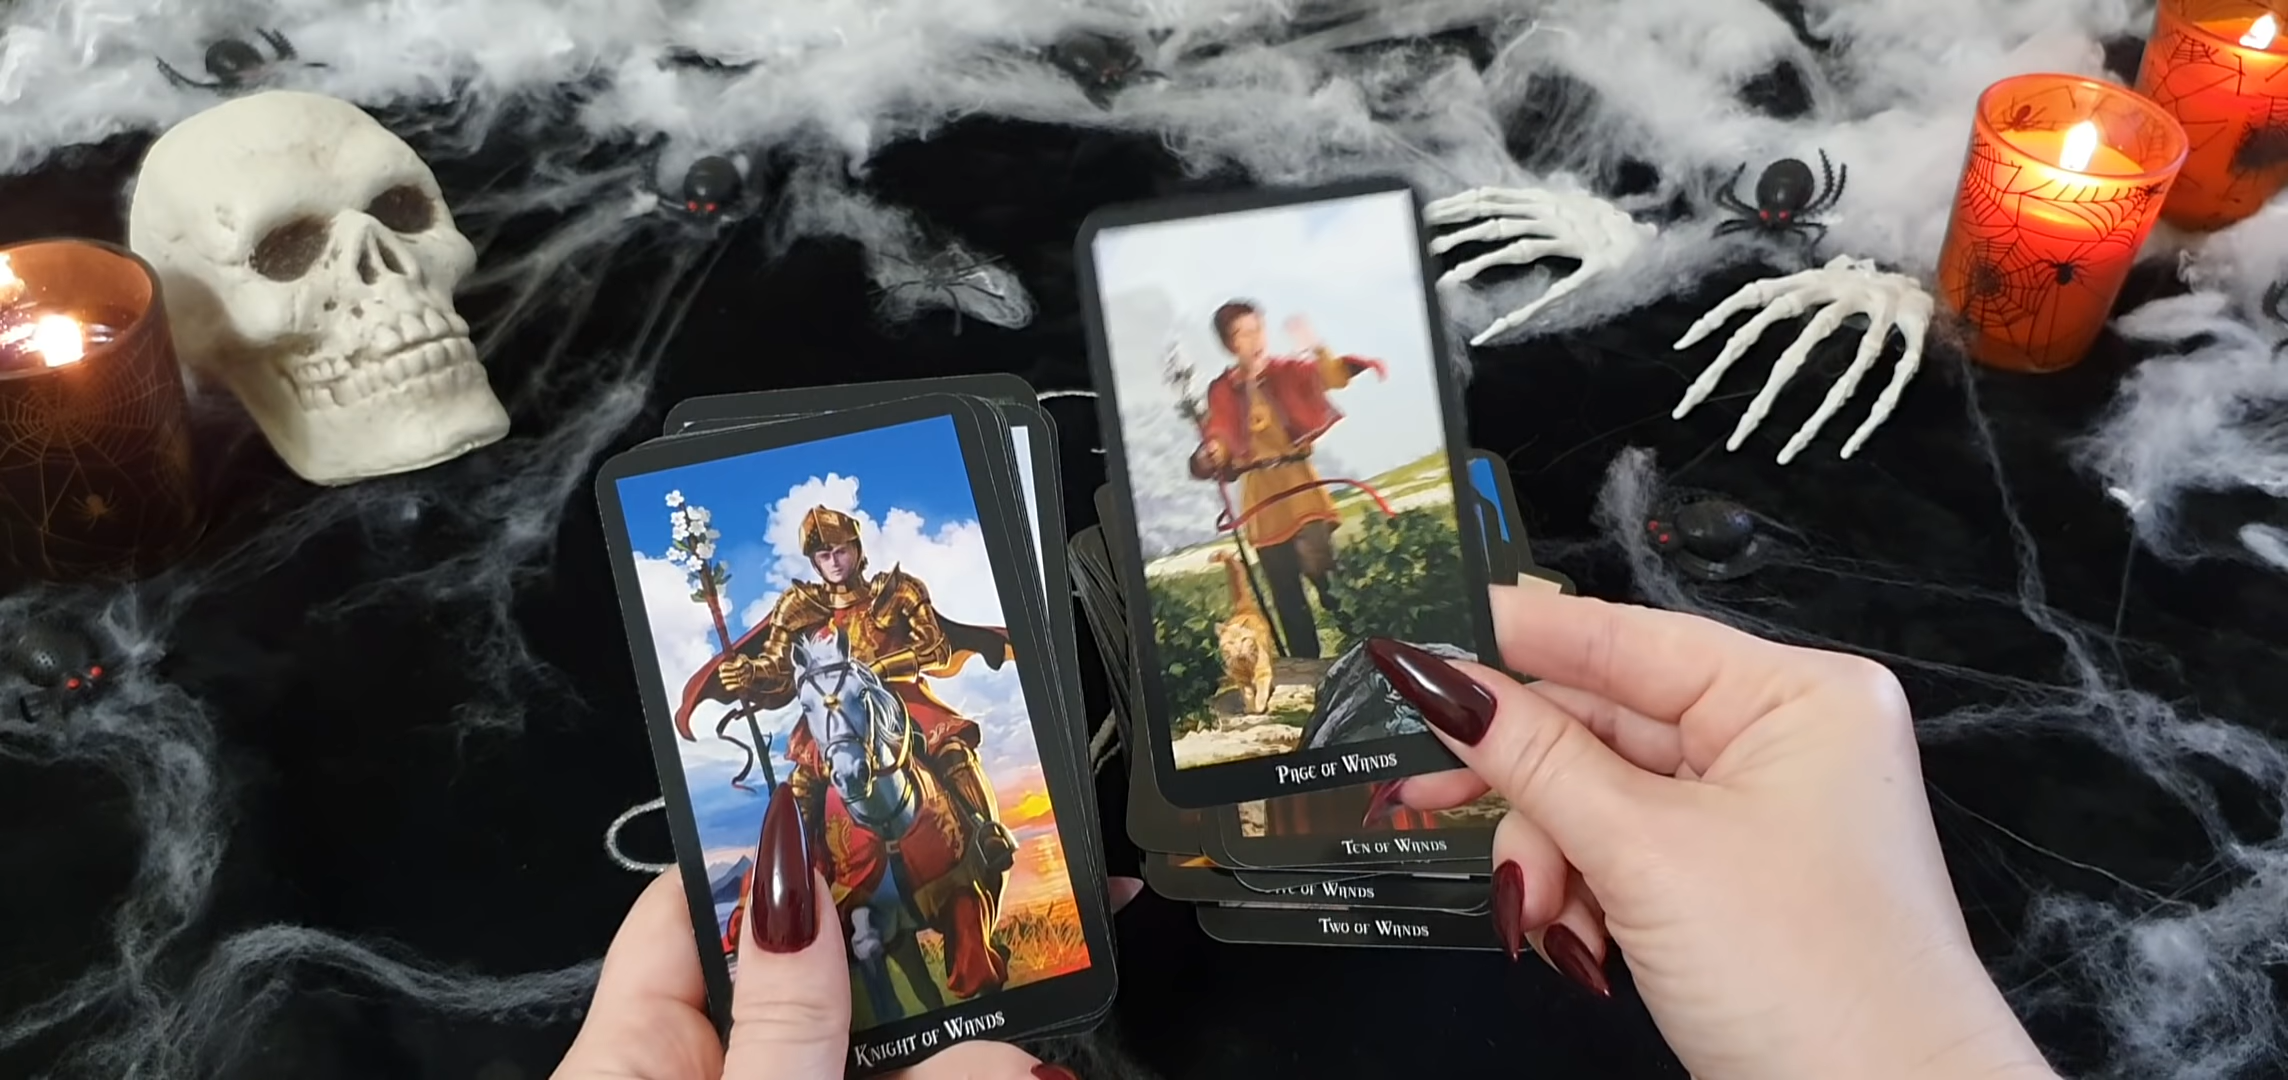 Knight of Wands
Page of Wands
Ten of Wands
of Wands
Two of Wands